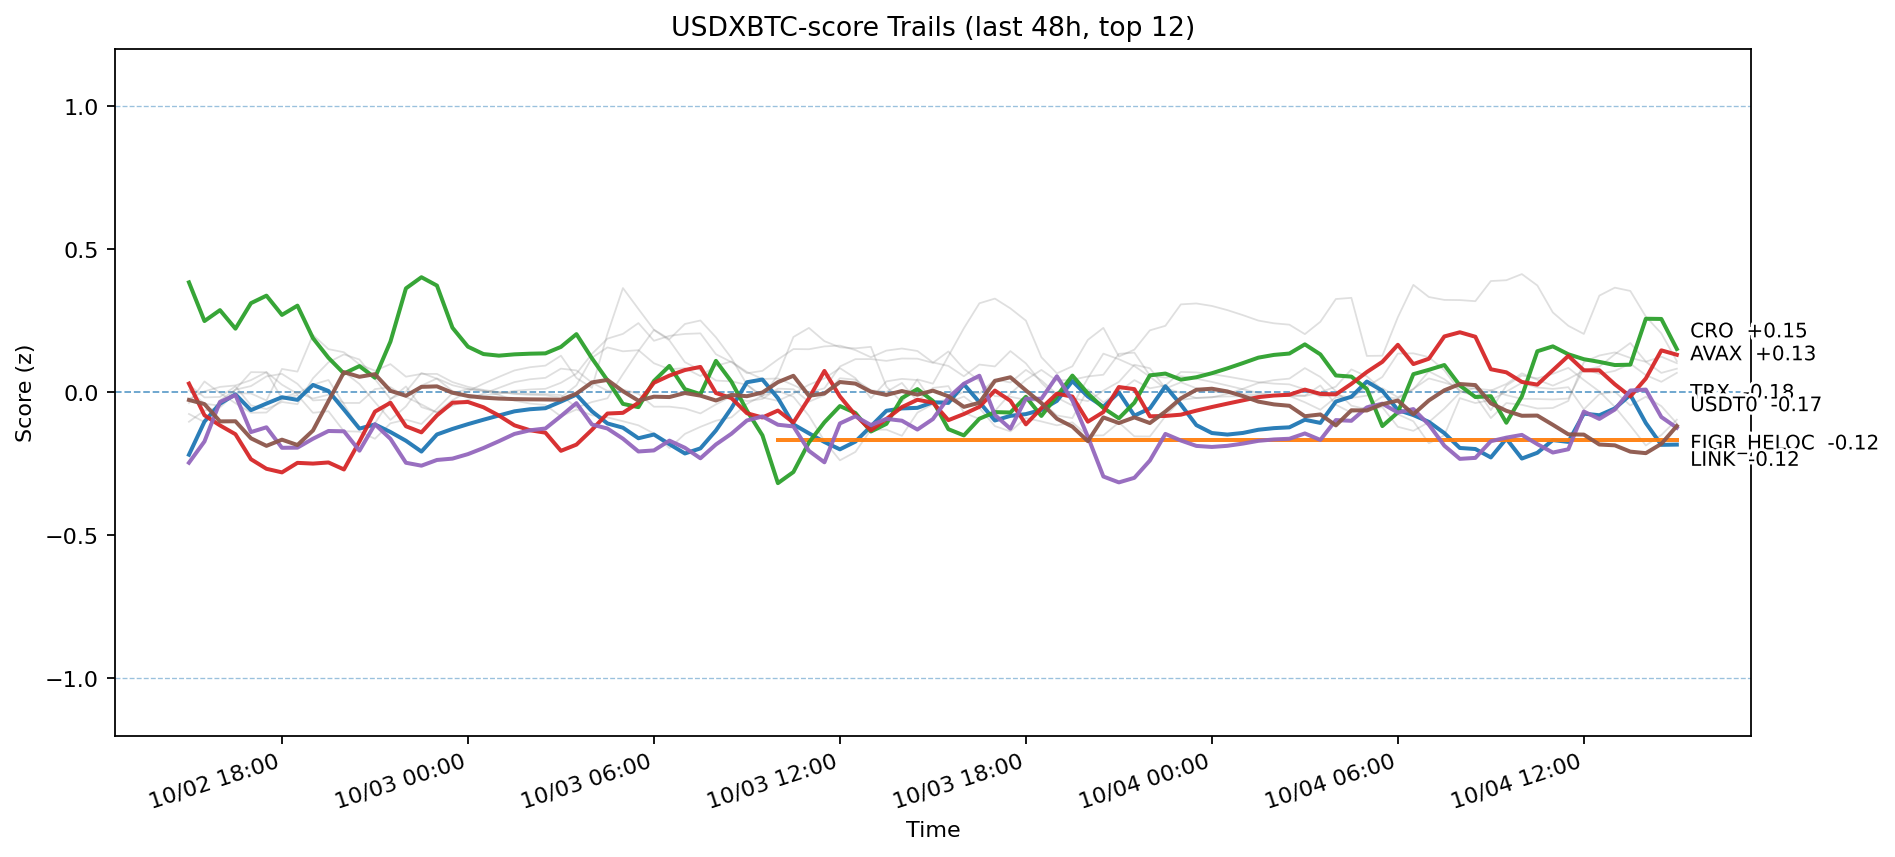 USDXBTC-score Trails (last 48h, top 12)
1.0
0.5
0.0
−0.5
−1.0
Score (z)
CRO +0.15
AVAX +0.13
TRX -0.18
USDT0 -0.17
FIGR_HELOC -0.12
LINK -0.12
10/02 18:00
10/03 00:00
10/03 06:00
10/03 12:00
10/03 18:00
10/04 00:00
10/04 06:00
10/04 12:00
Time